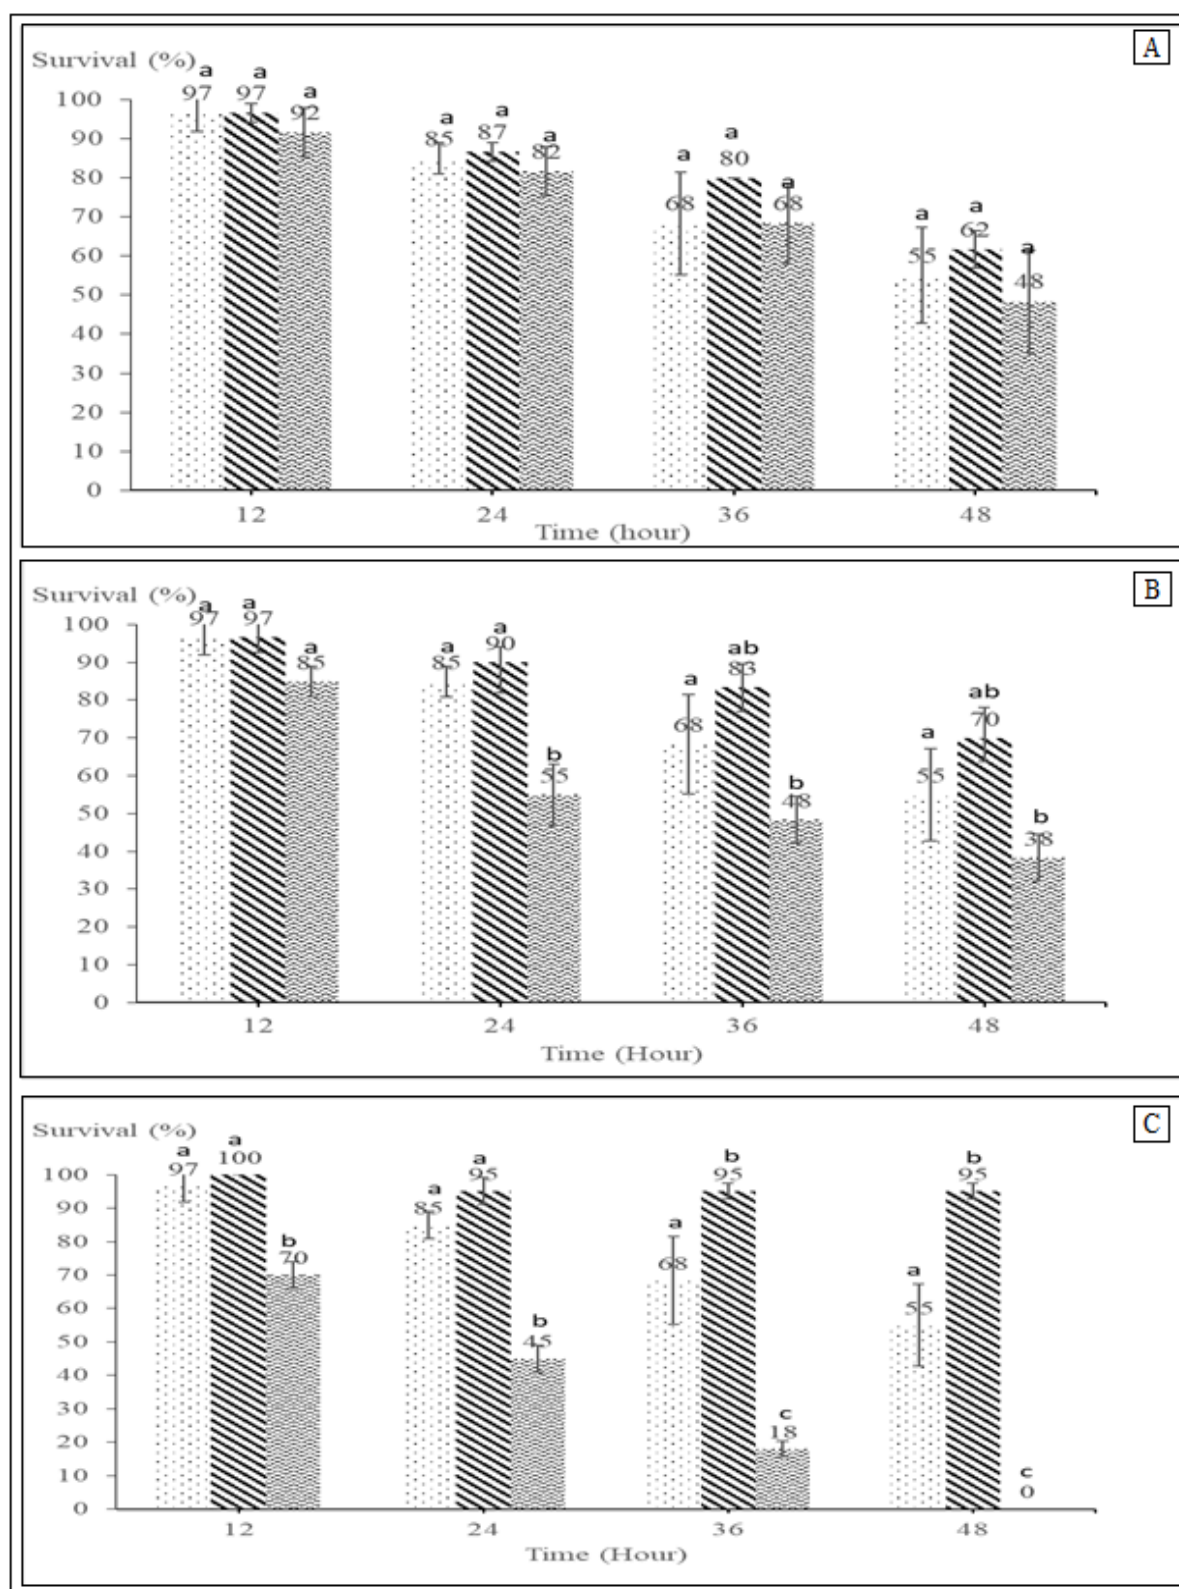 A
Survival (%)
a a a a a a a a a a a a
97 97 92 85 87 82 68 80 68 55 62 48
100
90
80
70
60
50
40
30
20
10
0
12 24 36 48
Time (hour)
B
Survival (%)
a a a a a b a ab b a ab b
97 97 85 85 90 55 68 83 48 55 70 38
100
90
80
70
60
50
40
30
20
10
0
12 24 36 48
Time (Hour)
C
Survival (%)
a a b a a b a b c a b c
97 100 70 85 95 45 68 95 18 55 95 0
100
90
80
70
60
50
40
30
20
10
0
12 24 36 48
Time (Hour)